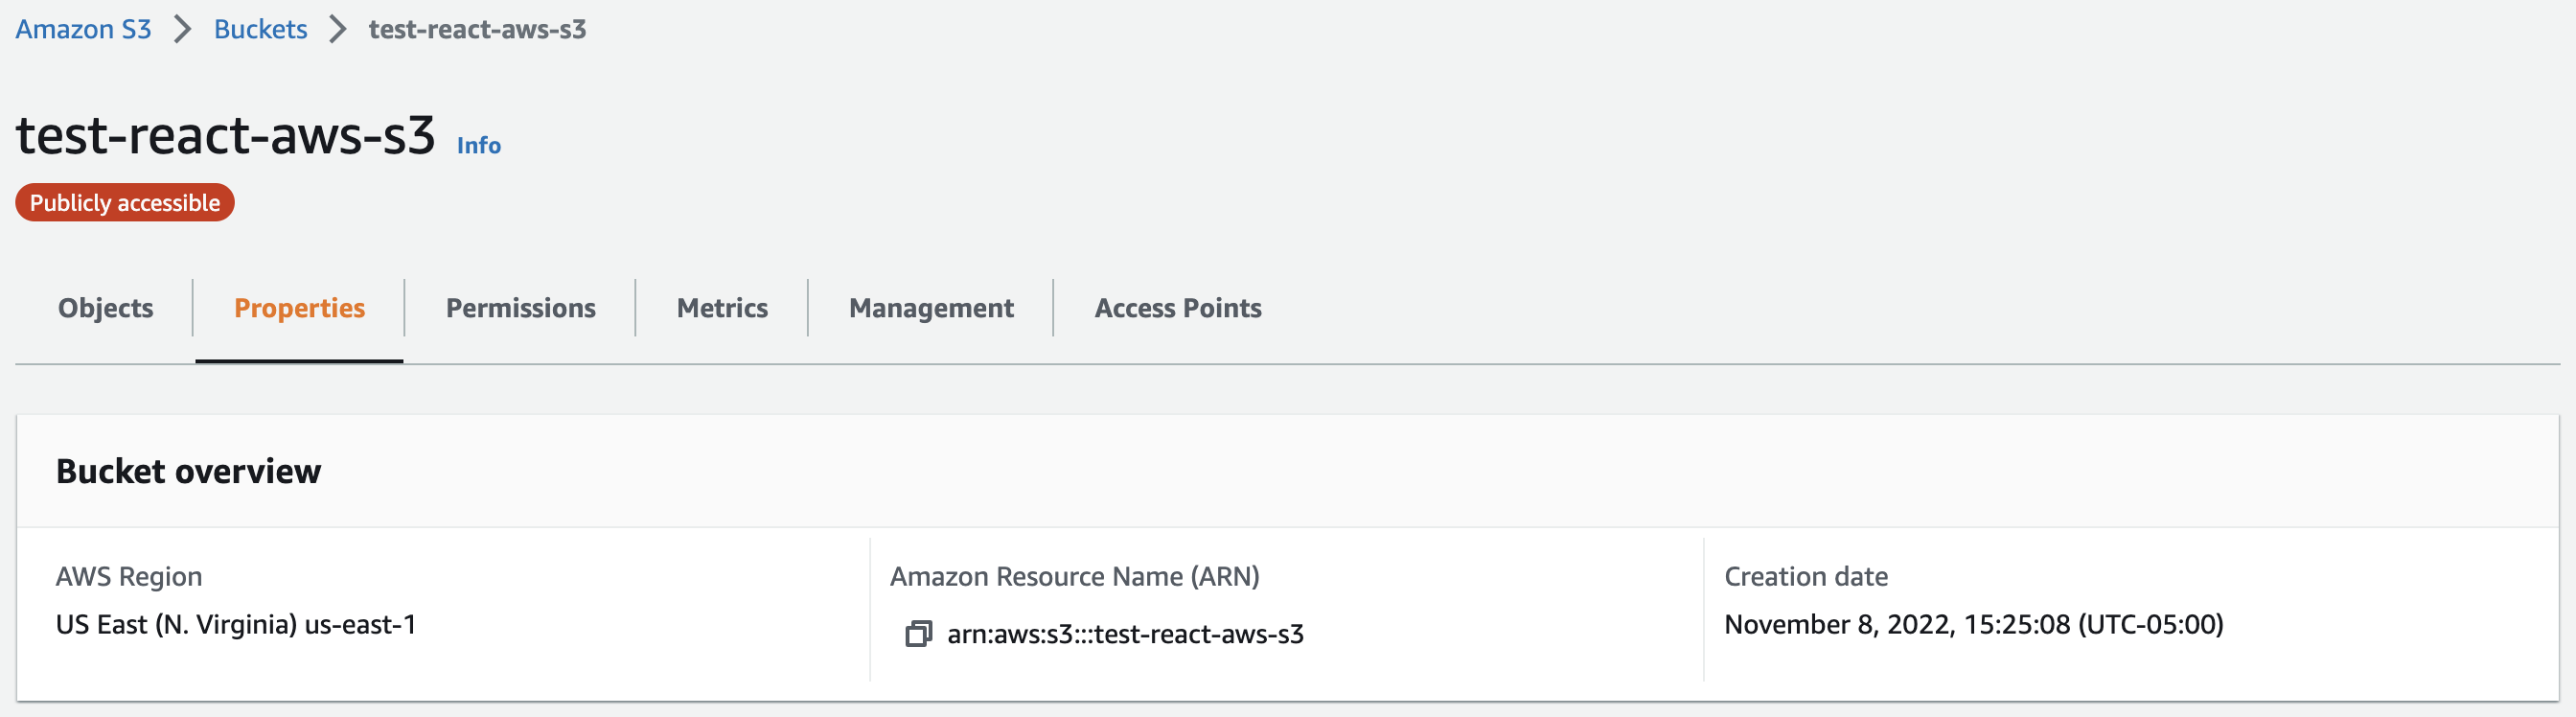 Amazon S3 > Buckets > test-react-aws-s3
test-react-aws-s3 Info
Publicly accessible
Objects Properties Permissions Metrics Management Access Points
Bucket overview
AWS Region
US East (N. Virginia) us-east-1
Amazon Resource Name (ARN)
arn:aws:s3:::test-react-aws-s3
Creation date
November 8, 2022, 15:25:08 (UTC-05:00)